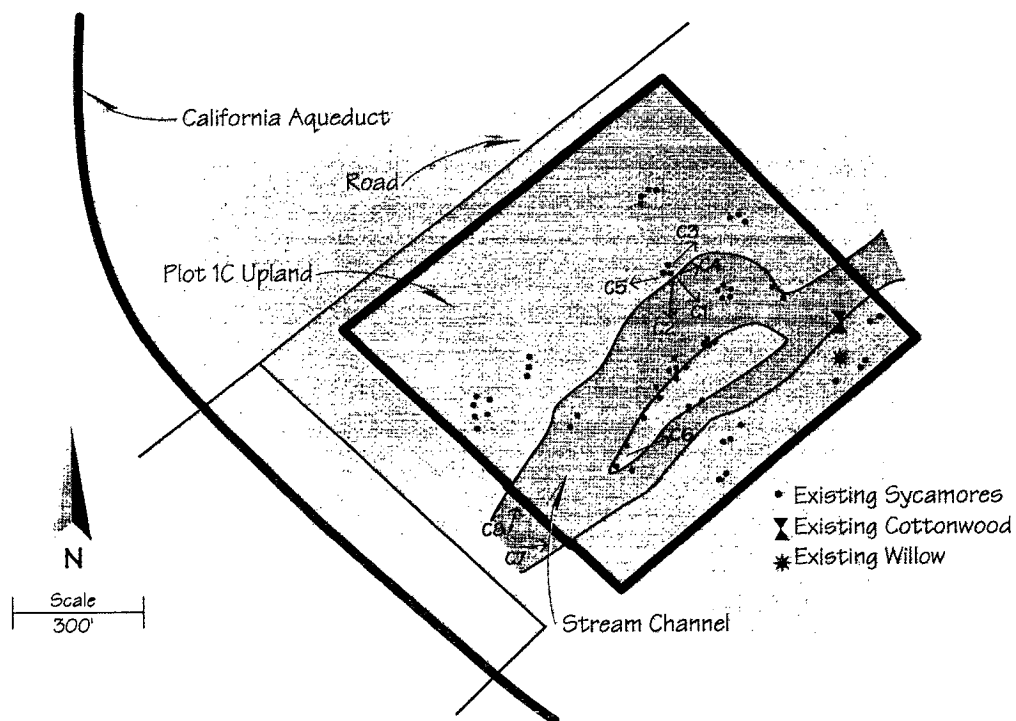 California Aqueduct
Road
Plot 1C Upland
C3
C4
C5
C1
C2
C6
C7
Existing Sycamores
Existing Cottonwood
Existing Willow
N
Scale
300'
Stream Channel